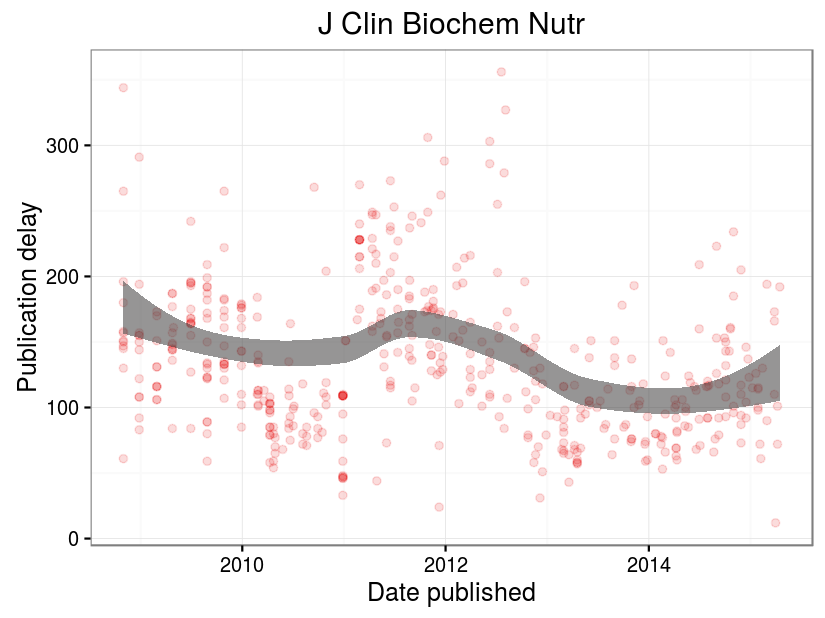 J Clin Biochem Nutr
Publication delay
300
200
100
0
2010 2012 2014
Date published